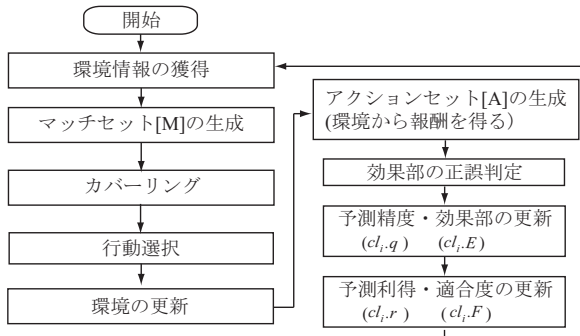 開始
環境情報の獲得
マッチセット[M]の生成
カバーリング
行動選択
環境の更新
アクションセット[A]の生成
(環境から報酬を得る）
効果部の正誤判定
予測精度・効果部の更新
(cl_i.q) (cl_i.E)
予測利得・適合度の更新
(cl_i.r) (cl_i.F)